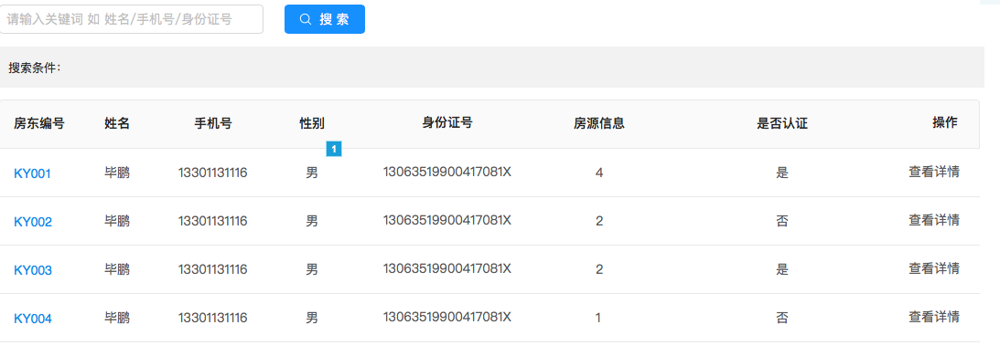 请输入关键词 如 姓名/手机号/身份证号 搜 索
搜索条件:
房东编号 姓名 手机号 性别 身份证号 房源信息 是否认证 操作
1
KY001 毕鹏 13301131116 男 13063519900417081X 4 是 查看详情
KY002 毕鹏 13301131116 男 13063519900417081X 2 否 查看详情
KY003 毕鹏 13301131116 男 13063519900417081X 2 是 查看详情
KY004 毕鹏 13301131116 男 13063519900417081X 1 否 查看详情